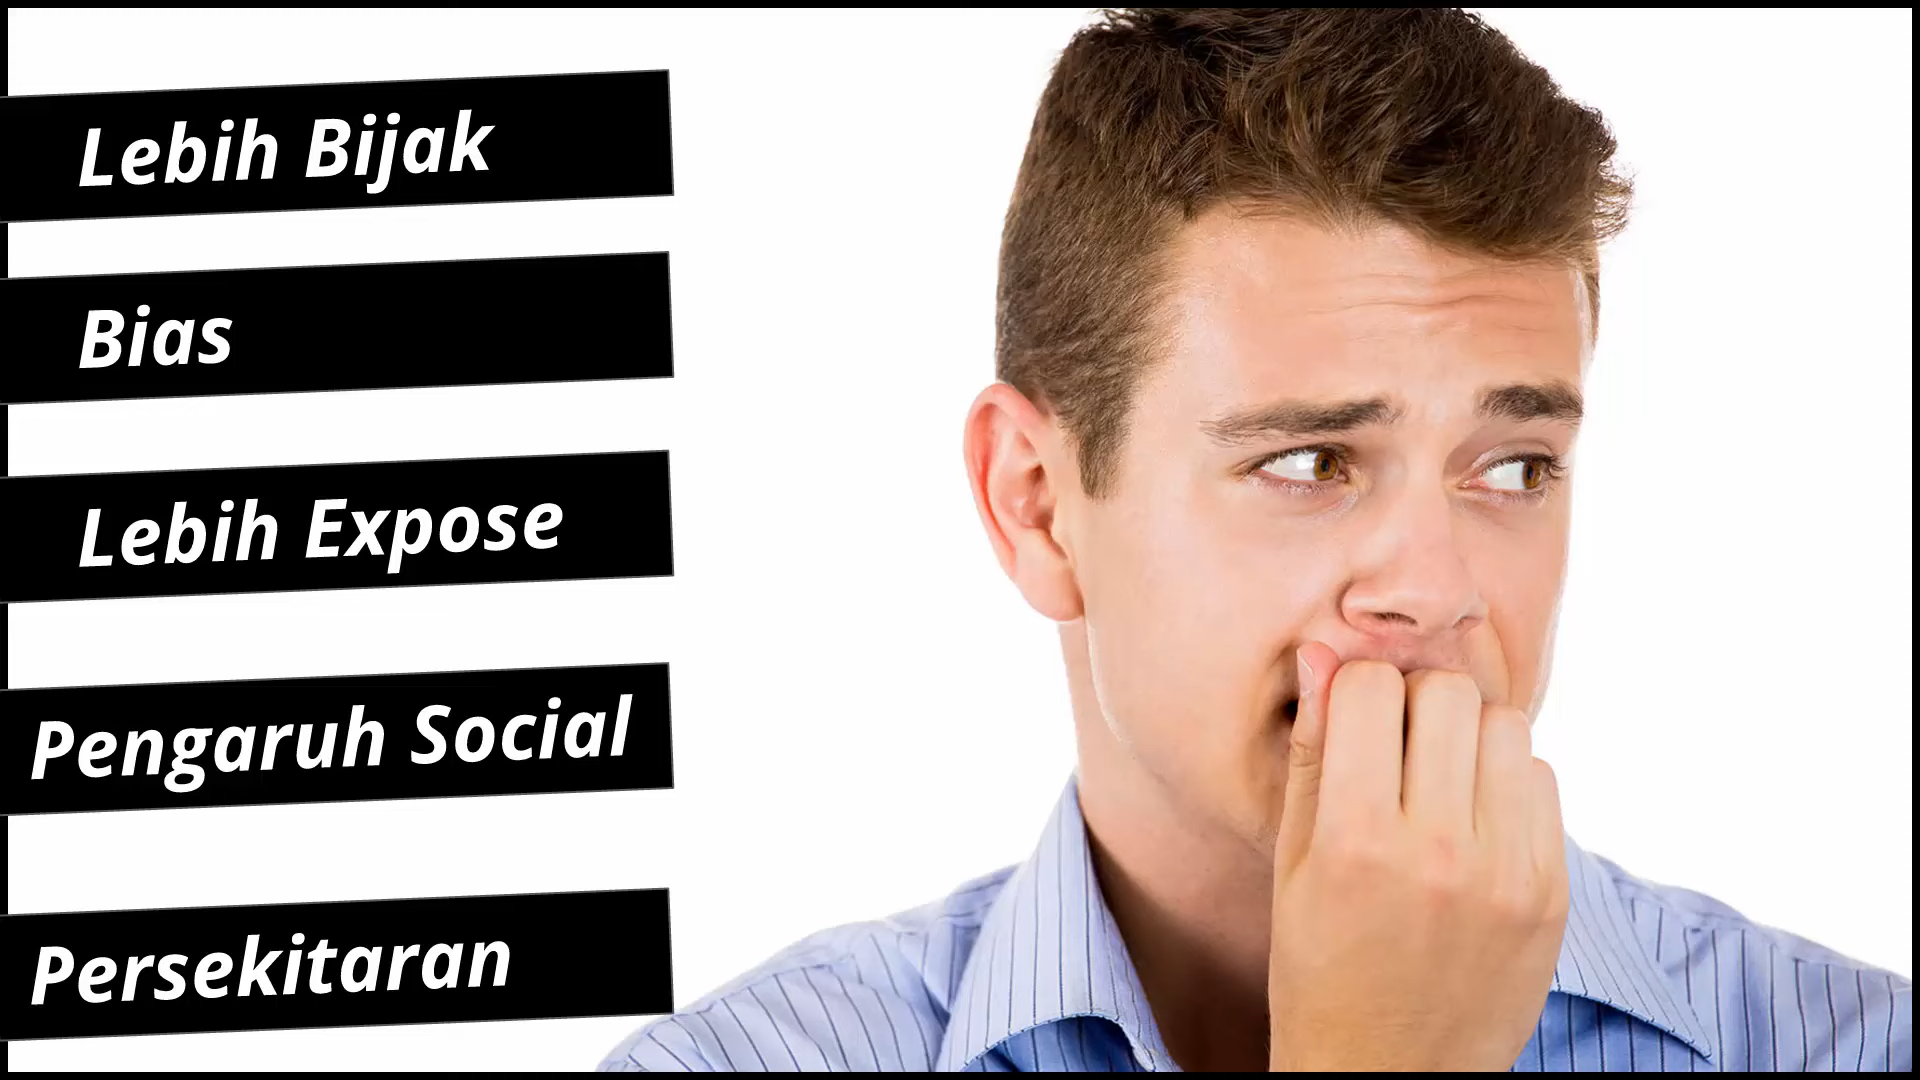 Lebih Bijak
Bias
Lebih Expose
Pengaruh Social
Persekitaran